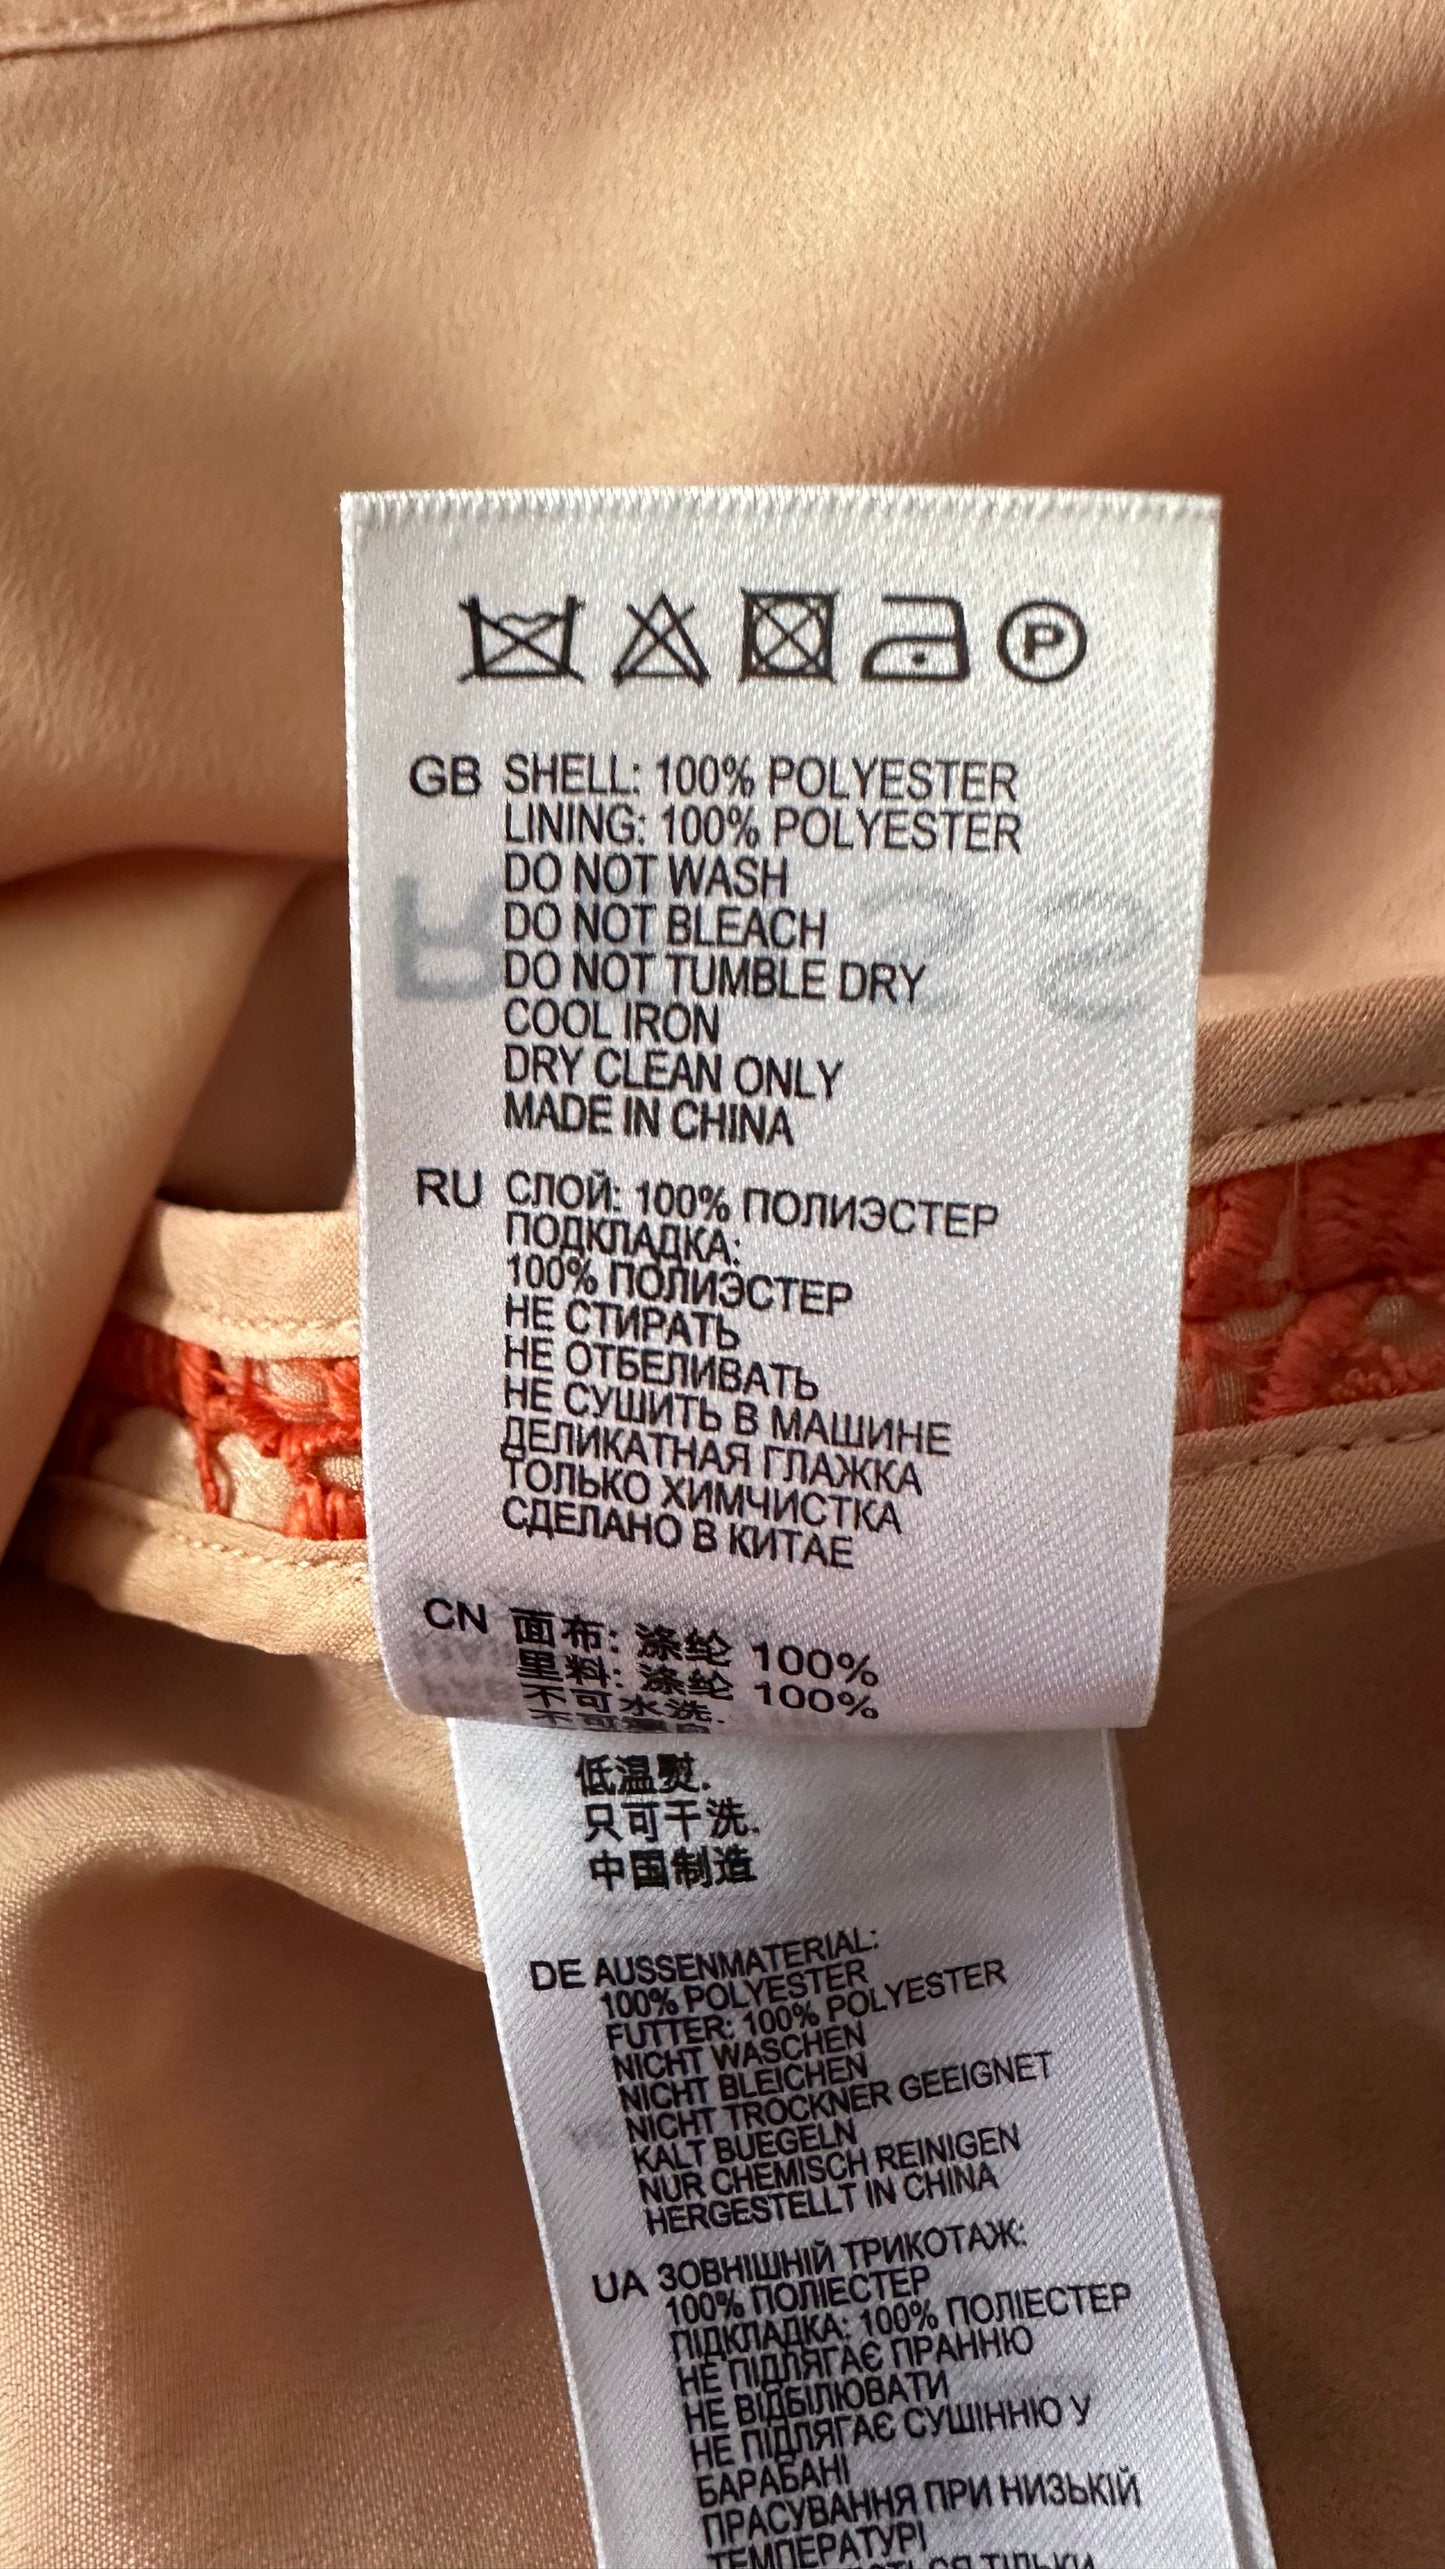 P
GB SHELL: 100% POLYESTER
LINING: 100% POLYESTER
DO NOT WASH
DO NOT BLEACH
DO NOT TUMBLE DRY
COOL IRON
DRY CLEAN ONLY
MADE IN CHINA
RU СЛОЙ: 100% ПОЛИЭСТЕР
ПОДКЛАДКА:
100% ПОЛИЭСТЕР
НЕ СТИРАТЬ
НЕ ОТБЕЛИВАТЬ
НЕ СУШИТЬ В МАШИНЕ
ДЕЛИКАТНАЯ ГЛАЖКА
ТОЛЬКО ХИМЧИСТКА
СДЕЛАНО В КИТАЕ
CN 面布: 涤纶 100%
里料: 涤纶 100%
不可水洗.
低温熨.
只可干洗.
中国制造
DE AUSSENMATERIAL:
100% POLYESTER
FUTTER: 100% POLYESTER
NICHT WASCHEN
NICHT BLEICHEN
NICHT TROCKNER GEEIGNET
KALT BUEGELN
NUR CHEMISCH REINIGEN
HERGESTELLT IN CHINA
UA ЗОВНІШНІЙ ТРИКОТАЖ:
100% ПОЛІЕСТЕР
ПІДКЛАДКА: 100% ПОЛІЕСТЕР
НЕ ПІДЛЯГАЄ ПРАННЮ
НЕ ВІДБІЛЮВАТИ
НЕ ПІДЛЯГАЄ СУШІННЮ У
БАРАБАНІ
ПРАСУВАННЯ ПРИ НИЗЬКІЙ
ТЕМПЕРАТУРІ